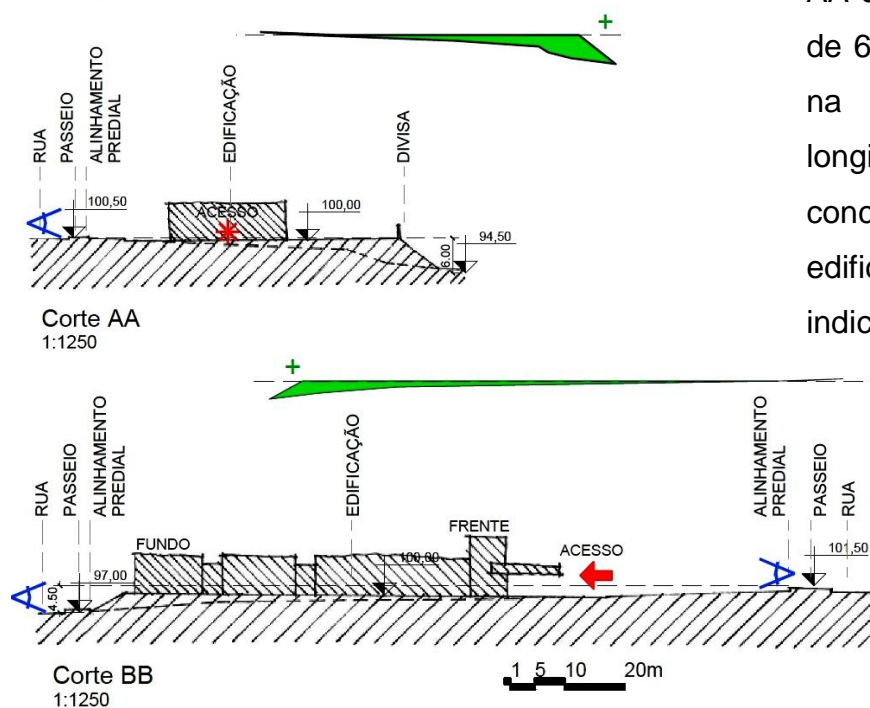 AA
de 6
na
longi
conc
edific
indic
+
RUA
PASSEIO
ALINHAMENTO
PREDIAL
EDIFICAÇÃO
DIVISA
100,50
ACESSO
100,00
94,50
6.00
Corte AA
1:1250
+
RUA
PASSEIO
ALINHAMENTO
PREDIAL
EDIFICAÇÃO
ALINHAMENTO
PREDIAL
PASSEIO
RUA
FUNDO
FRENTE
ACESSO
97,00
100,00
101,50
4.50
Corte BB
1:1250
1 5 10 20m